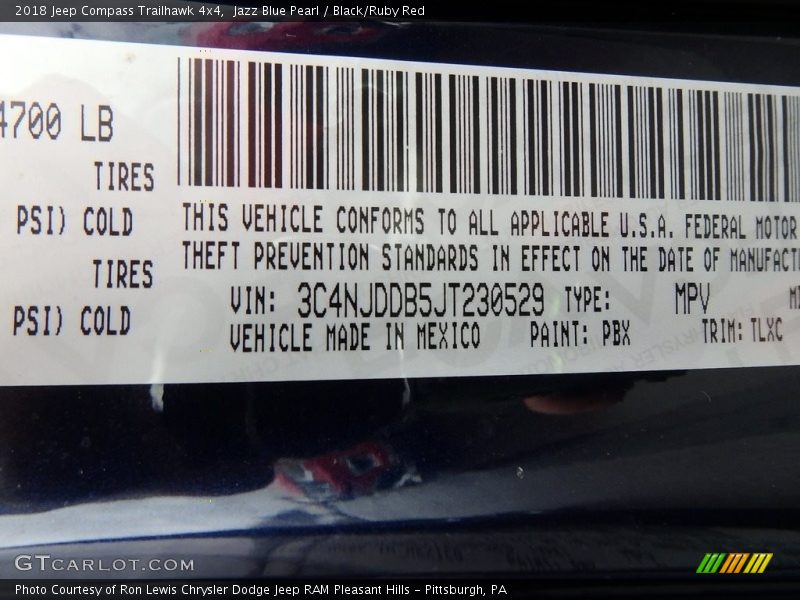 2018 Jeep Compass Trailhawk 4x4,  Jazz Blue Pearl / Black/Ruby Red
4700 LB
TIRES
PSI) COLD
TIRES
PSI) COLD
THIS VEHICLE CONFORMS TO ALL APPLICABLE U.S.A. FEDERAL MOTOR
THEFT PREVENTION STANDARDS IN EFFECT ON THE DATE OF MANUFACTU
VIN: 3C4NJDDB5JT230529 TYPE: MPV
VEHICLE MADE IN MEXICO PAINT: PBX TRIM: TLXC
GTCARLOT.COM
Photo Courtesy of Ron Lewis Chrysler Dodge Jeep RAM Pleasant Hills - Pittsburgh, PA